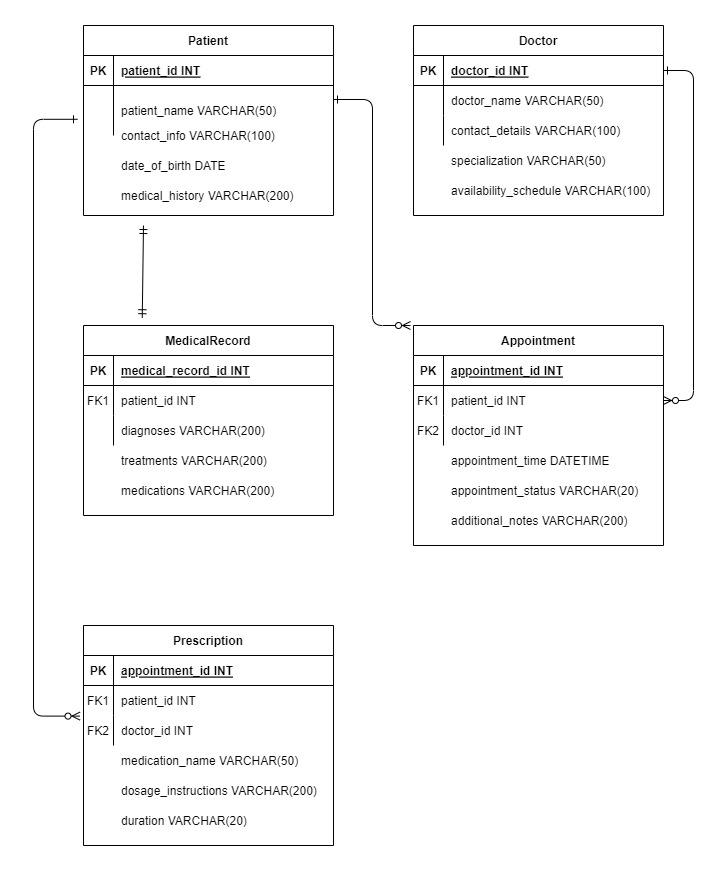 Patient
PK patient_id INT
patient_name VARCHAR(50)
contact_info VARCHAR(100)
date_of_birth DATE
medical_history VARCHAR(200)
Doctor
PK doctor_id INT
doctor_name VARCHAR(50)
contact_details VARCHAR(100)
specialization VARCHAR(50)
availability_schedule VARCHAR(100)
MedicalRecord
PK medical_record_id INT
FK1 patient_id INT
diagnoses VARCHAR(200)
treatments VARCHAR(200)
medications VARCHAR(200)
Appointment
PK appointment_id INT
FK1 patient_id INT
FK2 doctor_id INT
appointment_time DATETIME
appointment_status VARCHAR(20)
additional_notes VARCHAR(200)
Prescription
PK appointment_id INT
FK1 patient_id INT
FK2 doctor_id INT
medication_name VARCHAR(50)
dosage_instructions VARCHAR(200)
duration VARCHAR(20)